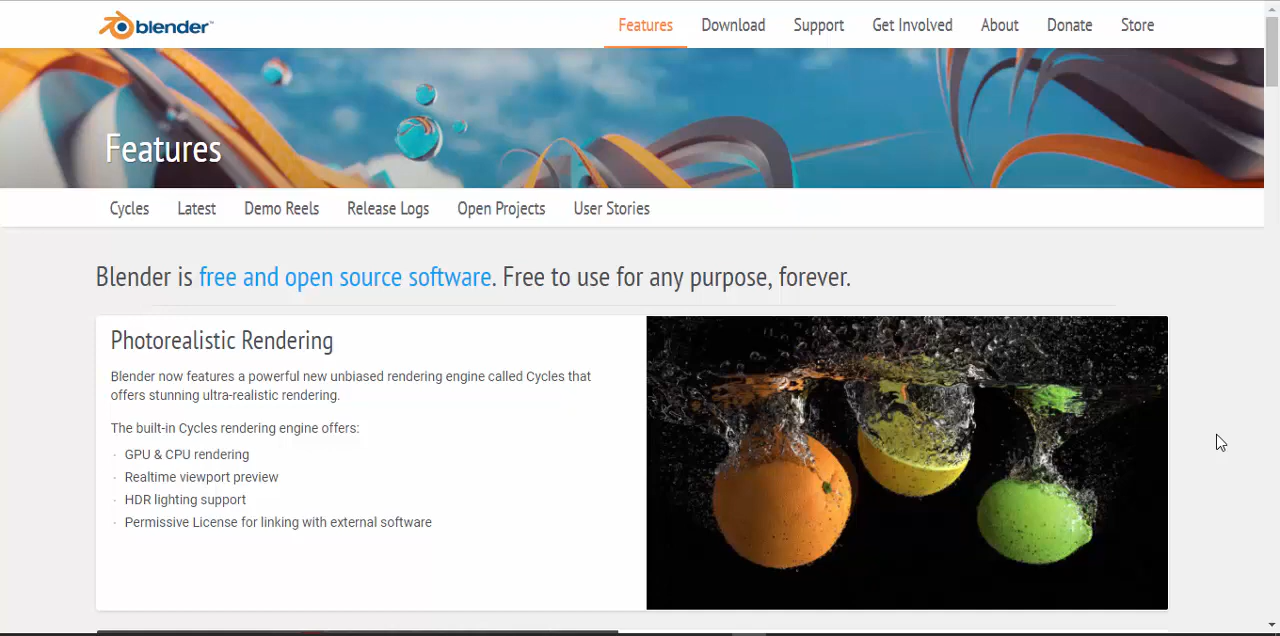 blender™
Features Download Support Get Involved About Donate Store
Features
Cycles Latest Demo Reels Release Logs Open Projects User Stories
Blender is free and open source software. Free to use for any purpose, forever.
Photorealistic Rendering
Blender now features a powerful new unbiased rendering engine called Cycles that
offers stunning ultra-realistic rendering.
The built-in Cycles rendering engine offers:
· GPU & CPU rendering
· Realtime viewport preview
· HDR lighting support
· Permissive License for linking with external software